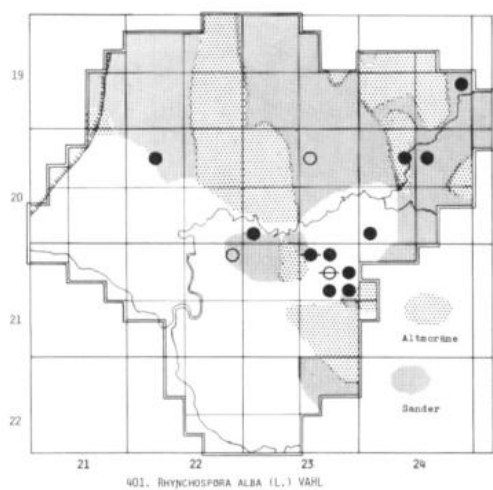 19
20
21
22
Altmoräne
Sander
21 22 23 24
401. RHYNCHOSPORA ALBA (L.) VAHL